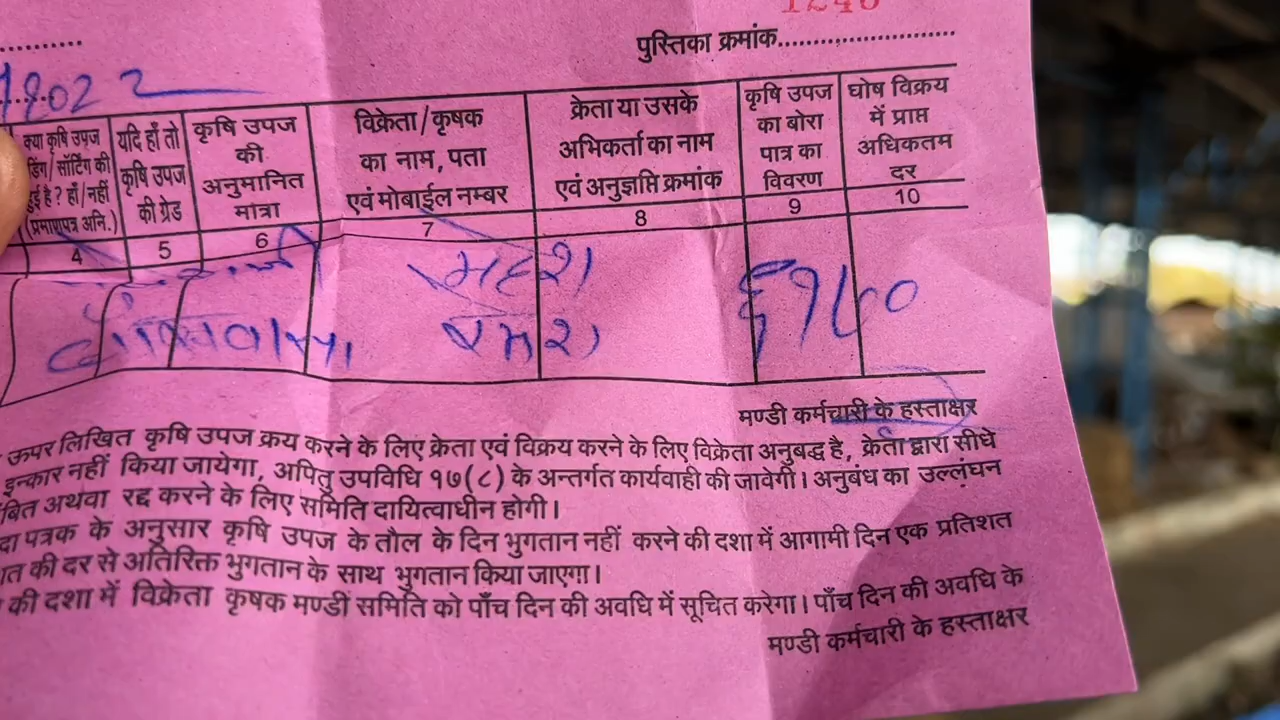 1240
पुस्तिका क्रमांक
2022
क्या कृषि उपज डिंग/सॉर्टिंग की हुई है? हाँ/नहीं (प्रमाणपत्र अनि.)
यदि हाँ तो कृषि उपज की ग्रेड
कृषि उपज की अनुमानित मात्रा
विक्रेता/कृषक का नाम, पता एवं मोबाईल नम्बर
क्रेता या उसके अभिकर्ता का नाम एवं अनुज्ञप्ति क्रमांक
कृषि उपज का बोरा पात्र का विवरण
घोष विक्रय में प्राप्त अधिकतम दर
4 5 6 7 8 9 10
महेश
रमेश
६१८०
मण्डी कर्मचारी के हस्ताक्षर
ऊपर लिखित कृषि उपज क्रय करने के लिए क्रेता एवं विक्रय करने के लिए विक्रेता अनुबद्ध है, क्रेता द्वारा सीधे
इन्कार नहीं किया जायेगा, अपितु उपविधि १७(८) के अन्तर्गत कार्यवाही की जावेगी। अनुबंध का उल्लंघन
बित अथवा रद्द करने के लिए समिति दायित्वाधीन होगी।
दा पत्रक के अनुसार कृषि उपज के तौल के दिन भुगतान नहीं करने की दशा में आगामी दिन एक प्रतिशत
त की दर से अतिरिक्त भुगतान के साथ भुगतान किया जाएगा।
की दशा में विक्रेता कृषक मण्डी समिति को पाँच दिन की अवधि में सूचित करेगा। पाँच दिन की अवधि के
मण्डी कर्मचारी के हस्ताक्षर